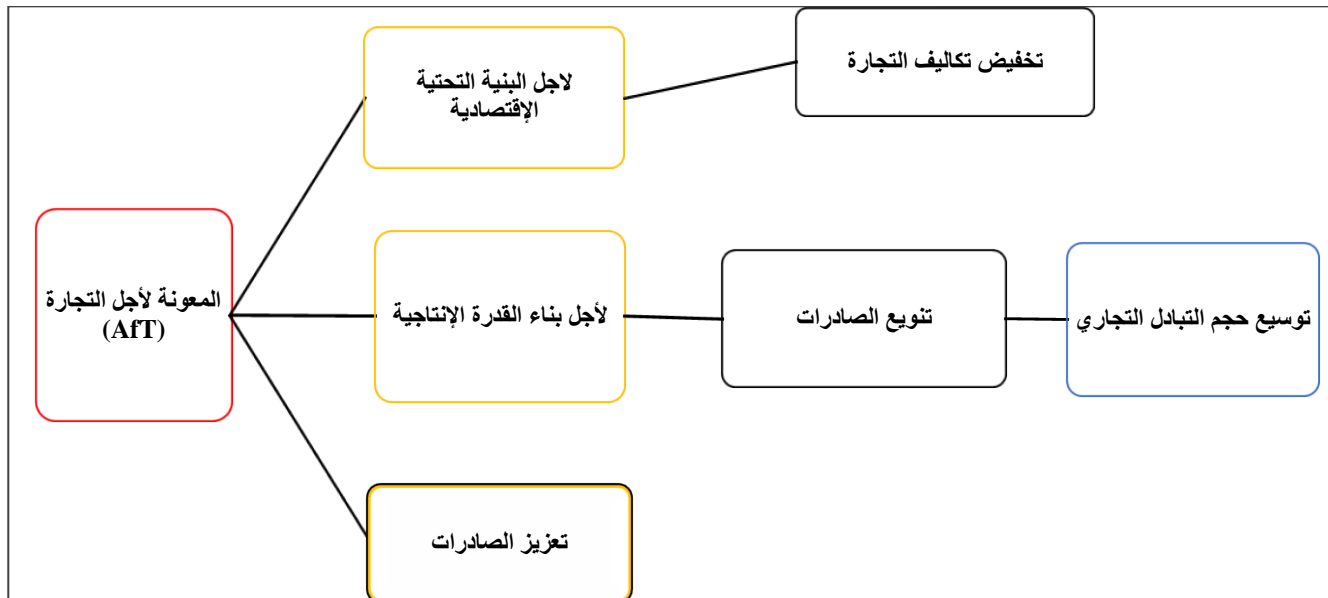 تخفيض تكاليف التجارة
لاجل البنية التحتية
الإقتصادية
المعونة لأجل التجارة
(AfT)
لأجل بناء القدرة الإنتاجية
تنويع الصادرات
توسيع حجم التبادل التجاري
تعزيز الصادرات